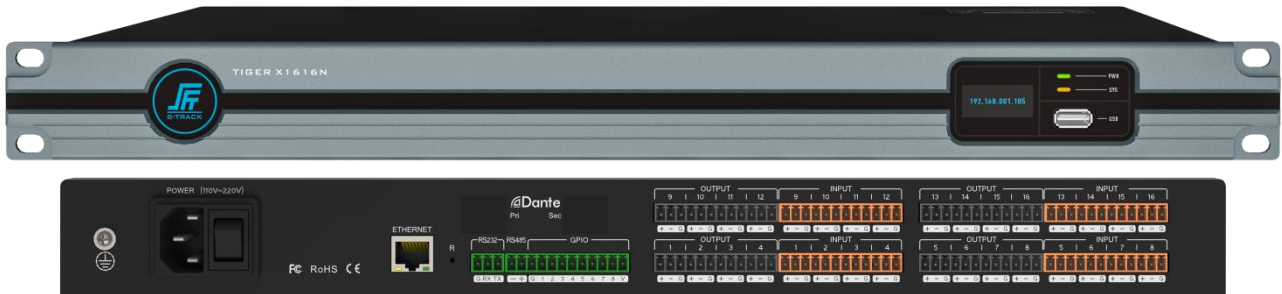 TIGER X1616N
S-TRACK
192.168.001.105
PWR
SYS
USB
POWER (110V~220V)
FC RoHS CE
ETHERNET
R
Dante
Pri Sec
RS232 RS485 GPIO
G RX TX - + G 1 2 3 4 5 6 7 8 V
OUTPUT INPUT OUTPUT INPUT
9 10 11 12 9 10 11 12 13 14 15 16 13 14 15 16
+ - G + - G + - G + - G + - G + - G + - G + - G + - G + - G + - G + - G + - G + - G + - G + - G
OUTPUT INPUT OUTPUT INPUT
1 2 3 4 1 2 3 4 5 6 7 8 5 6 7 8
+ - G + - G + - G + - G + - G + - G + - G + - G + - G + - G + - G + - G + - G + - G + - G + - G